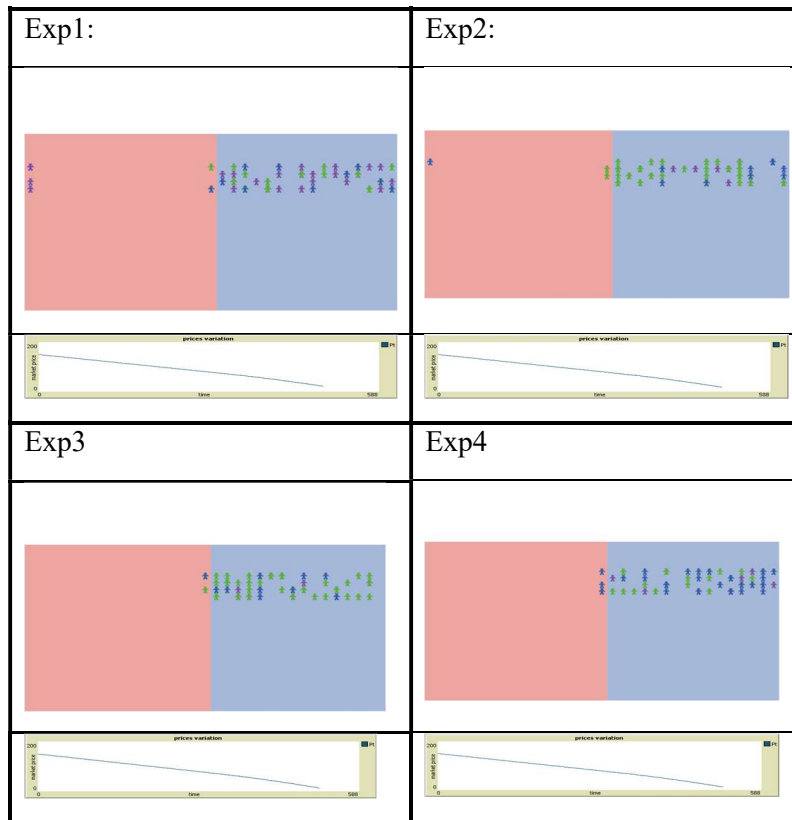 Exp1:
Exp2:
prices variation
200
market price
0
0
time
588
Pt
prices variation
200
market price
0
0
time
588
Pt
Exp3
Exp4
prices variation
200
market price
0
0
time
588
Pt
prices variation
200
market price
0
0
time
588
Pt